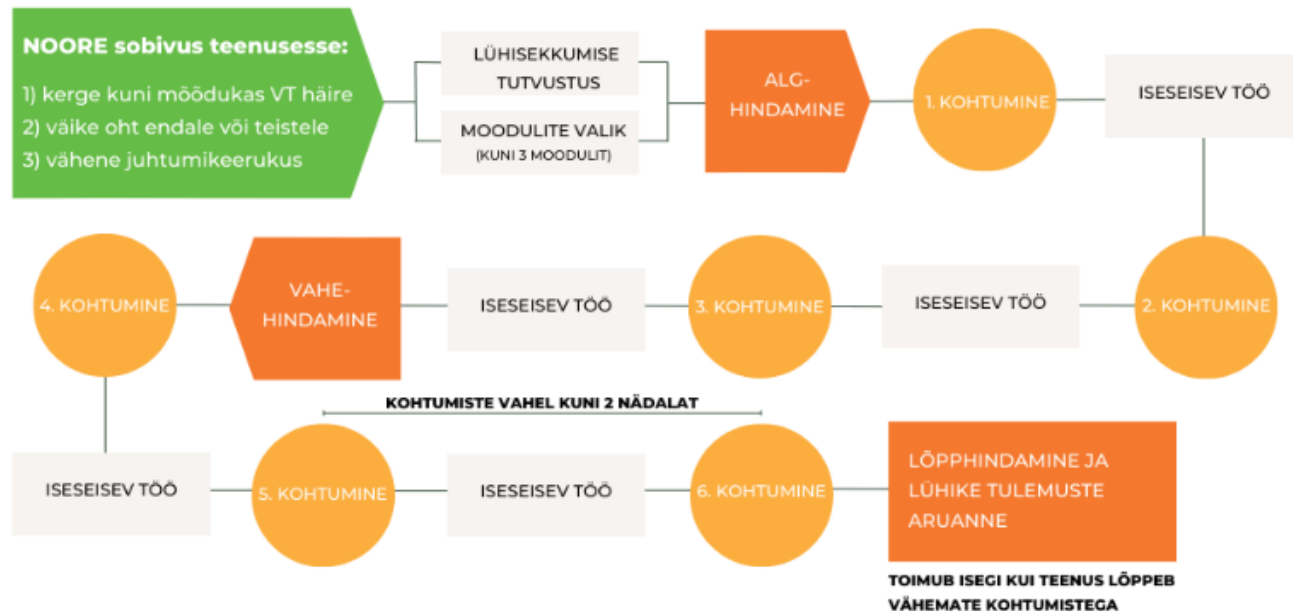 NOORE sobivus teenusesse:
1) kerge kuni mõõdukas VT häire
2) väike oht endale või teistele
3) vähene juhtumikeerukus
LÜHISEKKUMISE
TUTVUSTUS
MOODULITE VALIK
(KUNI 3 MOODULIT)
ALG-
HINDAMINE
1. KOHTUMINE
ISESEISEV TÖÖ
2. KOHTUMINE
ISESEISEV TÖÖ
3. KOHTUMINE
ISESEISEV TÖÖ
VAHE-
HINDAMINE
4. KOHTUMINE
ISESEISEV TÖÖ
5. KOHTUMINE
KOHTUMISTE VAHEL KUNI 2 NÄDALAT
ISESEISEV TÖÖ
6. KOHTUMINE
LÕPPHINDAMINE JA
LÜHIKE TULEMUSTE
ARUANNE
TOIMUB ISEGI KUI TEENUS LÕPPEB
VÄHEMATE KOHTUMISTEGA